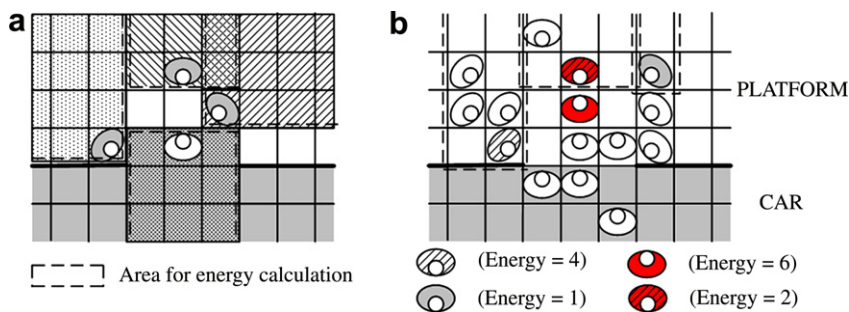 a
b
PLATFORM
CAR
Area for energy calculation
(Energy = 4)
(Energy = 6)
(Energy = 1)
(Energy = 2)